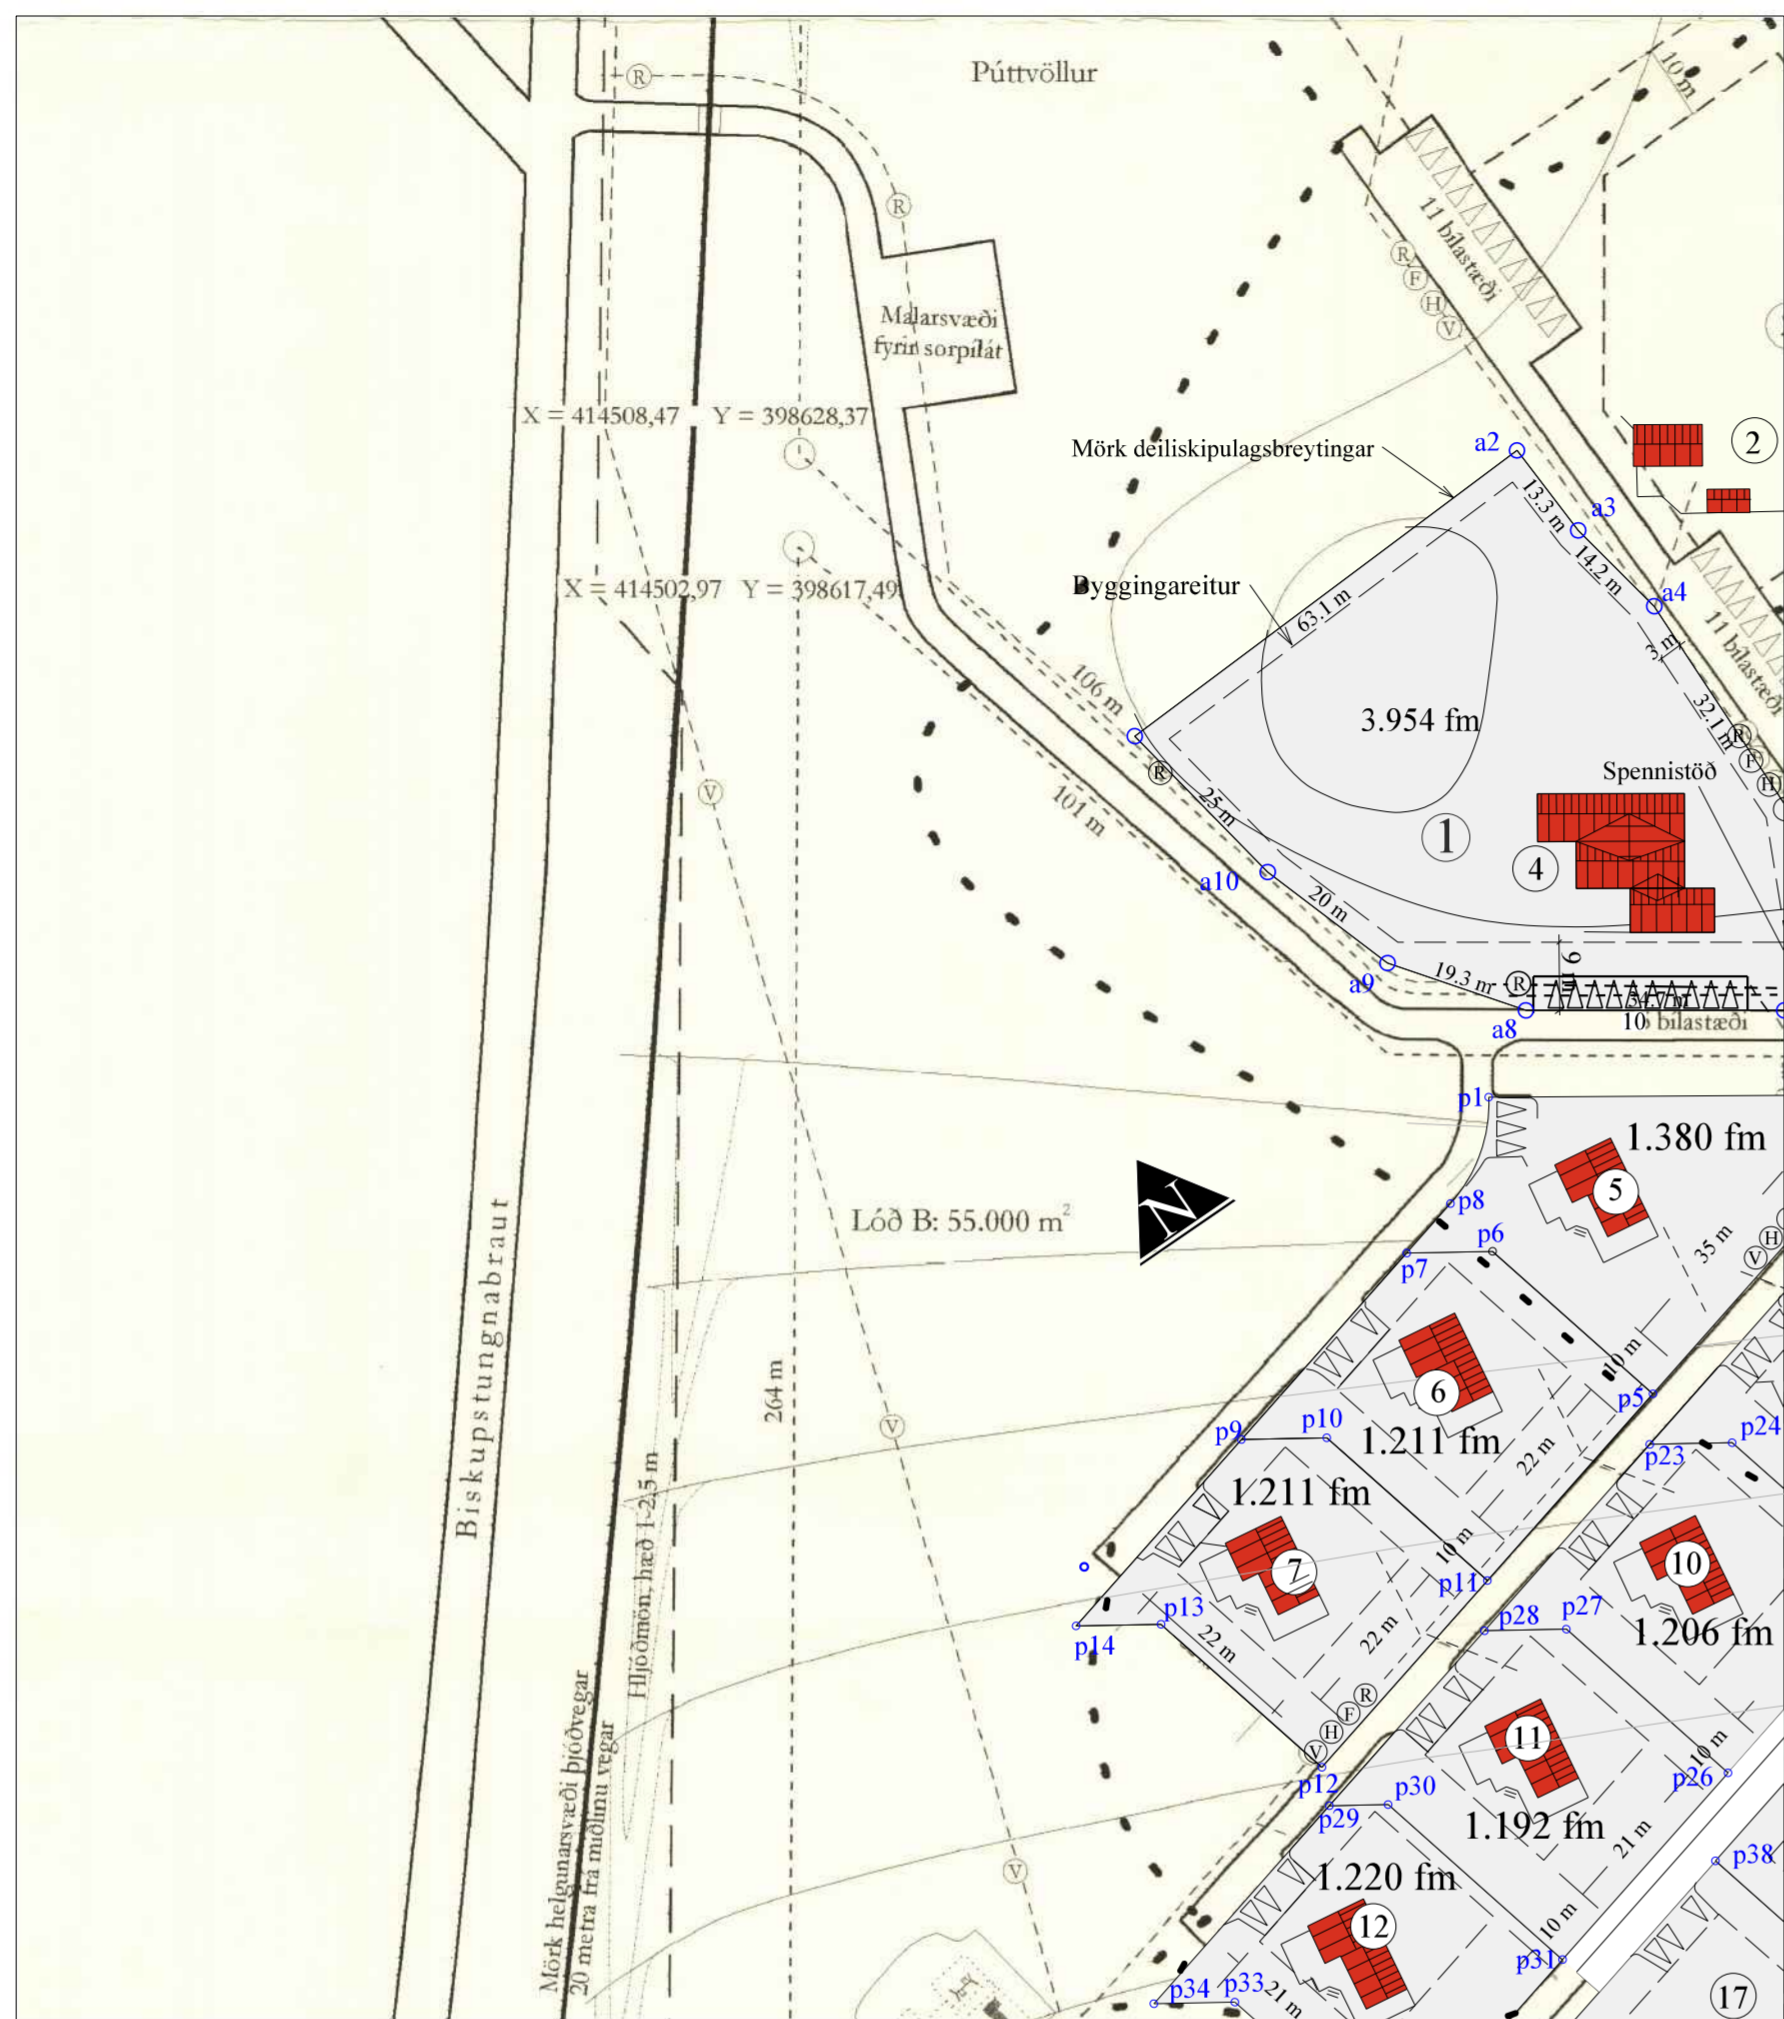 Púttvöllur
10 m
R
R
11 bílastæði
R
F
H
V
Malarsvæði
fyrir sorpílát
X = 414508,47 Y = 398628,37
Mörk deiliskipulagsbreytingar
a2
2
13.3 m
a3
14.2 m
X = 414502,97 Y = 398617,49
Byggingareitur
63.1 m
a4
3 m
11 bílastæði
106 m
32.1 m
3.954 fm
R
F
H
R
Spennistöð
V
25 m
101 m
1
4
a10
20 m
a9
19.3 m
R
9 m
34.7 m
a8
10 bílastæði
p1
1.380 fm
5
N
Lóð B: 55.000 m²
p8
p6
p7
35 m
H
V
6
10 m
p5
264 m
V
p9
p10
1.211 fm
22 m
p23
p24
1.211 fm
Biskupstungnabraut
Hljóðmön, hæð 1-2,5 m
7
10 m
p11
10
p14
p13
22 m
22 m
p28
p27
1.206 fm
Mörk helgunarsvæði þjóðvegar
20 metra frá miðlínu vegar
R
F
H
V
p12
11
10 m
p26
p29
p30
1.192 fm
21 m
p38
V
1.220 fm
12
10 m
p31
p34
p33
21 m
17